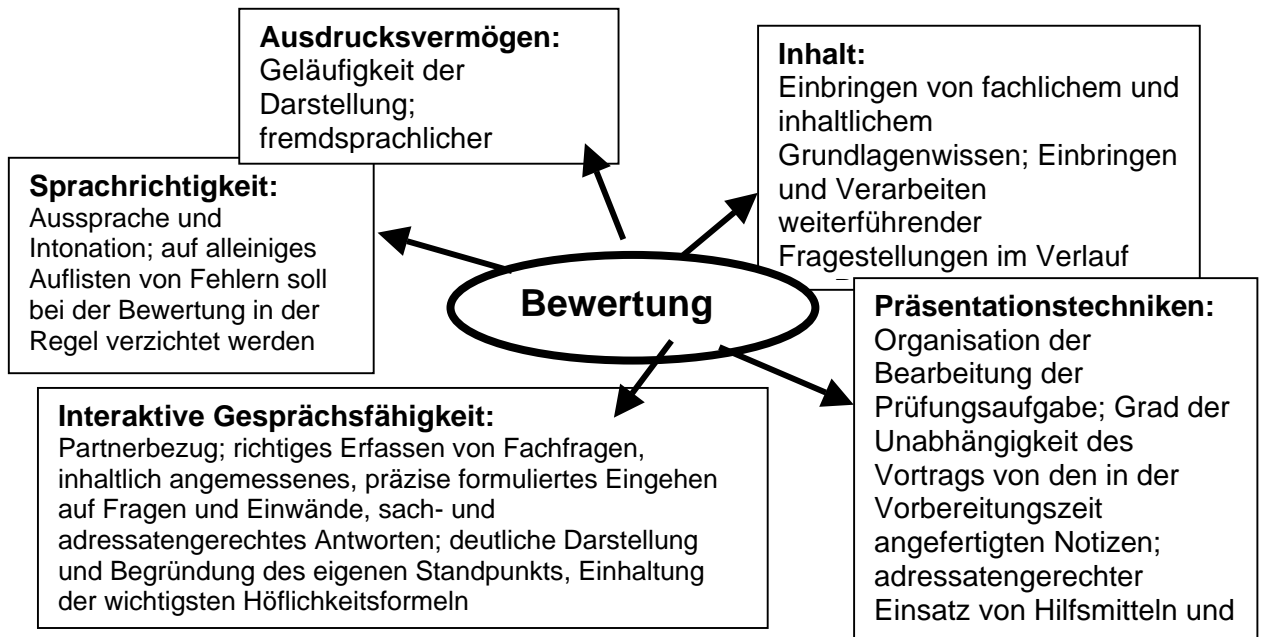 Ausdrucksvermögen:
Geläufigkeit der
Darstellung;
fremdsprachlicher
Inhalt:
Einbringen von fachlichem und
inhaltlichem
Grundlagenwissen; Einbringen
und Verarbeiten
weiterführender
Fragestellungen im Verlauf
Sprachrichtigkeit:
Aussprache und
Intonation; auf alleiniges
Auflisten von Fehlern soll
bei der Bewertung in der
Regel verzichtet werden
Bewertung
Präsentationstechniken:
Organisation der
Bearbeitung der
Prüfungsaufgabe; Grad der
Unabhängigkeit des
Vortrags von den in der
Vorbereitungszeit
angefertigten Notizen;
adressatengerechter
Einsatz von Hilfsmitteln und
Interaktive Gesprächsfähigkeit:
Partnerbezug; richtiges Erfassen von Fachfragen,
inhaltlich angemessenes, präzise formuliertes Eingehen
auf Fragen und Einwände, sach- und
adressatengerechtes Antworten; deutliche Darstellung
und Begründung des eigenen Standpunkts, Einhaltung
der wichtigsten Höflichkeitsformeln